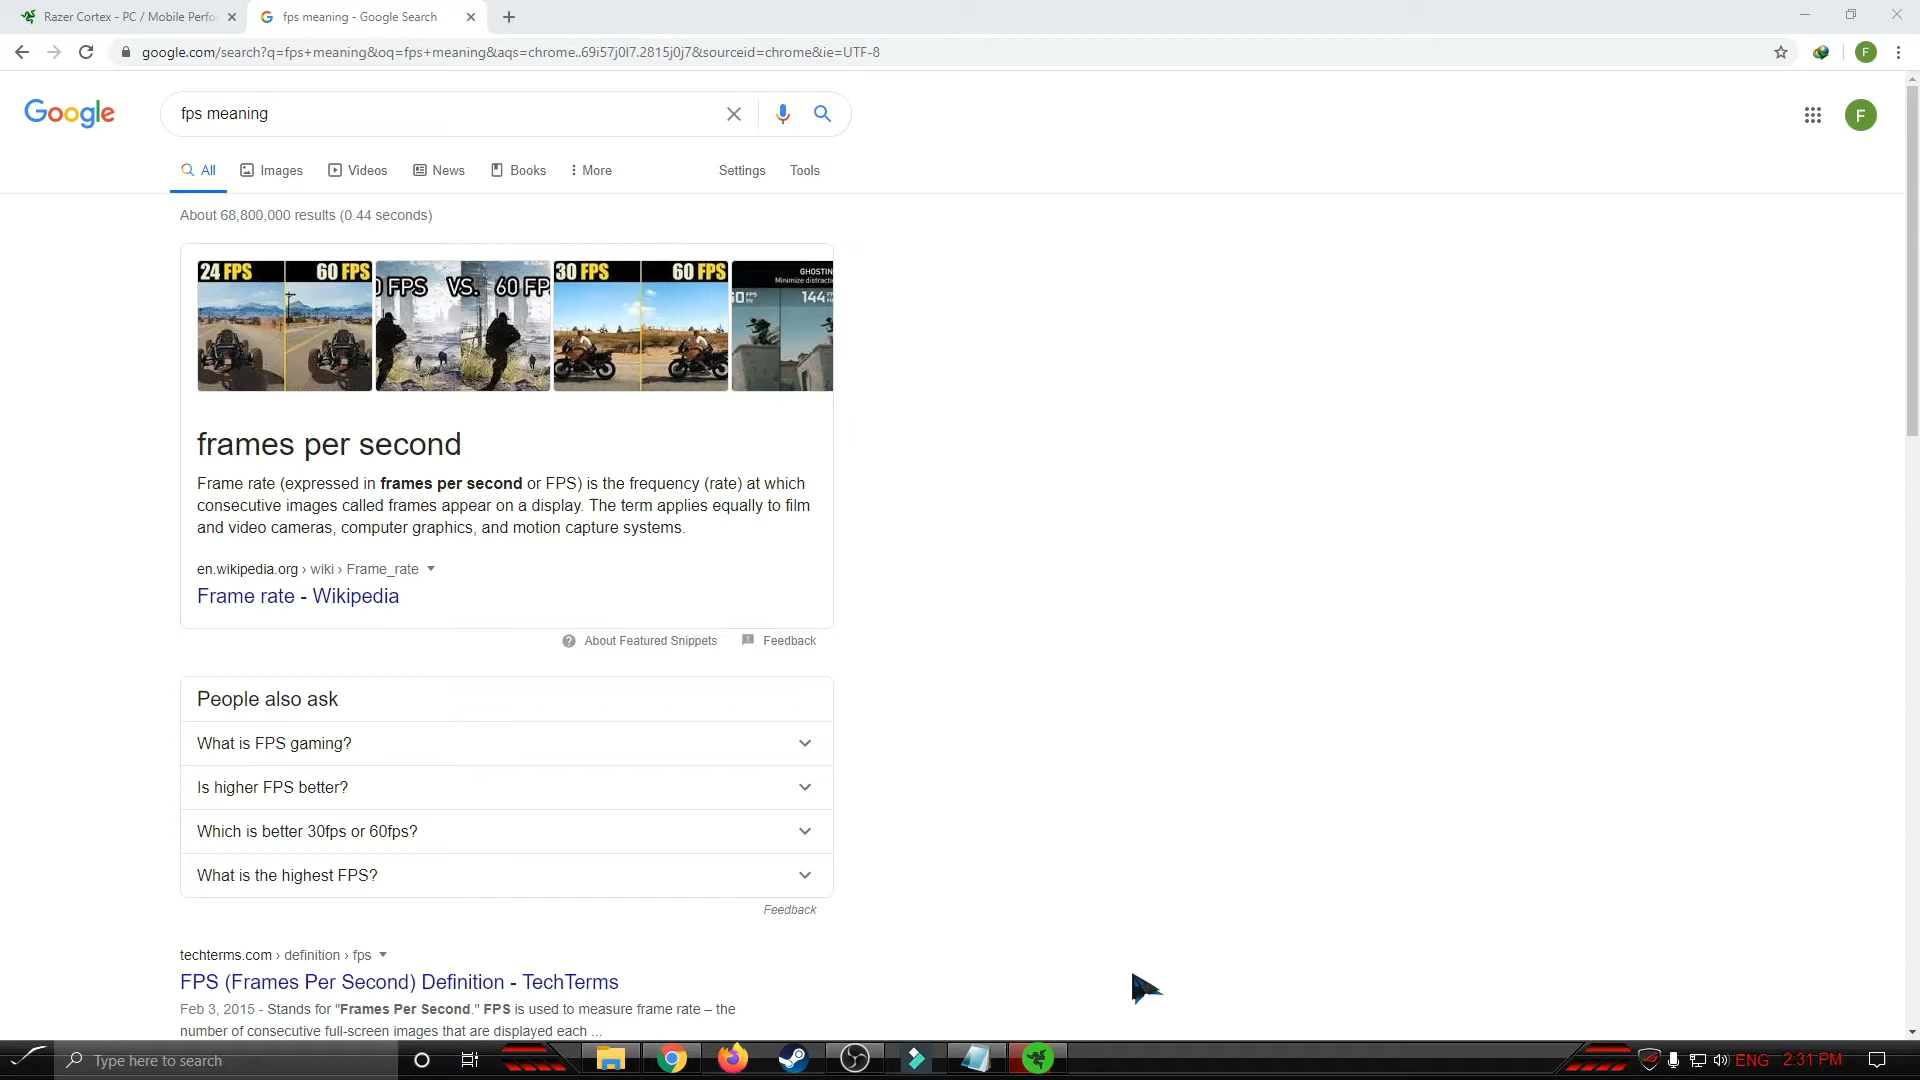 Razer Cortex - PC / Mobile Perfo
fps meaning - Google Search
google.com/search?q=fps+meaning&oq=fps+meaning&aqs=chrome..69i57j0l7.2815j0j7&sourceid=chrome&ie=UTF-8
F
Google
fps meaning
F
All
Images
Videos
News
Books
More
Settings
Tools
About 68,800,000 results (0.44 seconds)
24 FPS
60 FPS
FPS VS. 60 FP
30 FPS
60 FPS
GHOSTIN
Minimize distracti
60 FPS
Hz
144
frames per second
Frame rate (expressed in frames per second or FPS) is the frequency (rate) at which
consecutive images called frames appear on a display. The term applies equally to film
and video cameras, computer graphics, and motion capture systems.
en.wikipedia.org › wiki › Frame_rate
Frame rate - Wikipedia
About Featured Snippets
Feedback
People also ask
What is FPS gaming?
Is higher FPS better?
Which is better 30fps or 60fps?
What is the highest FPS?
Feedback
techterms.com › definition › fps
FPS (Frames Per Second) Definition - TechTerms
Feb 3, 2015 - Stands for "Frames Per Second." FPS is used to measure frame rate – the
number of consecutive full-screen images that are displayed each ...
Type here to search
ENG
2:31 PM